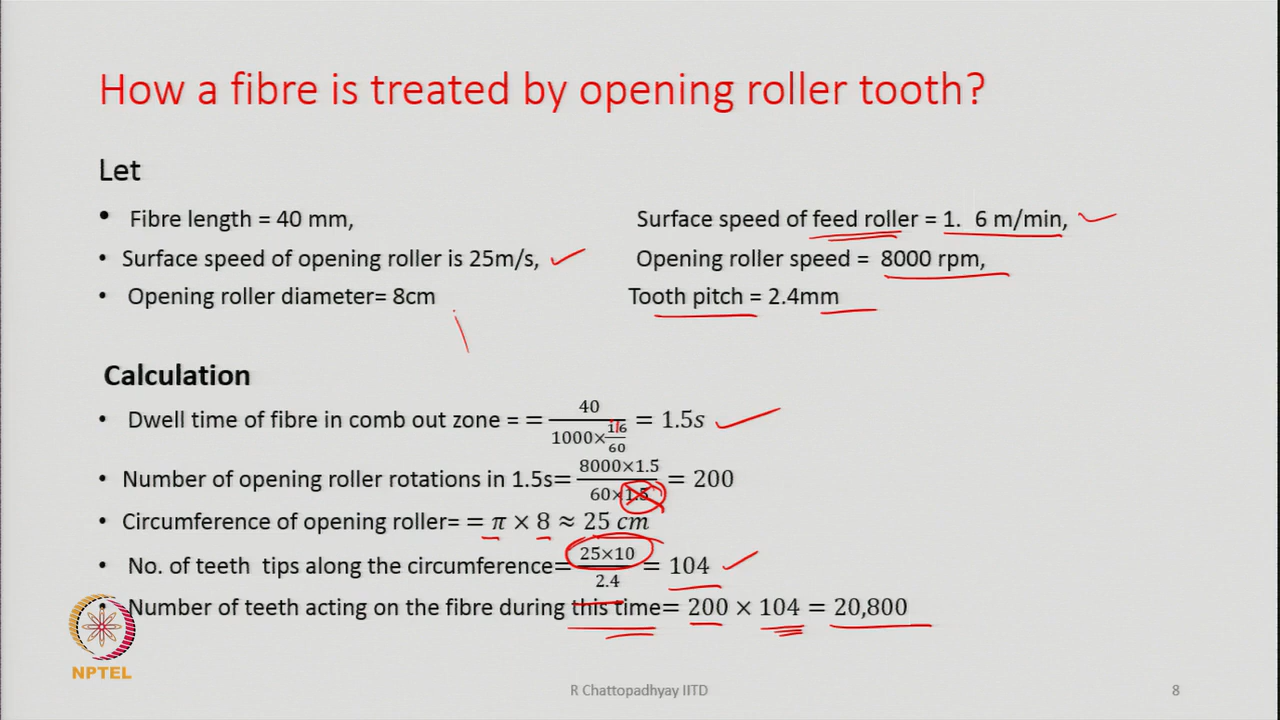 How a fibre is treated by opening roller tooth?
Let
• Fibre length = 40 mm, Surface speed of feed roller = 1. 6 m/min,
• Surface speed of opening roller is 25m/s, Opening roller speed = 8000 rpm,
• Opening roller diameter= 8cm Tooth pitch = 2.4mm
Calculation
• Dwell time of fibre in comb out zone = = 40 / (1000×1.6/60) = 1.5s
• Number of opening roller rotations in 1.5s= 8000×1.5 / 60×1.5 = 200
• Circumference of opening roller= = π × 8 ≈ 25 cm
• No. of teeth tips along the circumference= 25×10 / 2.4 = 104
• Number of teeth acting on the fibre during this time= 200 × 104 = 20,800
NPTEL
R Chattopadhyay IITD
8